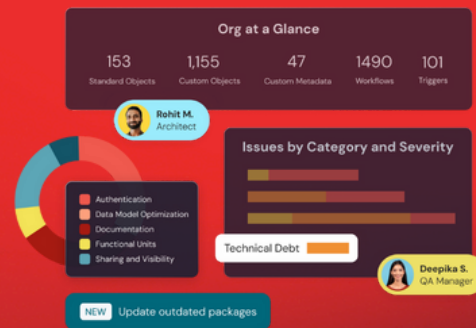 Org at a Glance
153 1,155 47 1490 101
Standard Objects Custom Objects Custom Metadata Workflows Triggers
Rohit M.
Architect
Issues by Category and Severity
Authentication
Data Model Optimization
Documentation
Functional Units
Sharing and Visibility
Technical Debt
Deepika S.
QA Manager
NEW Update outdated packages